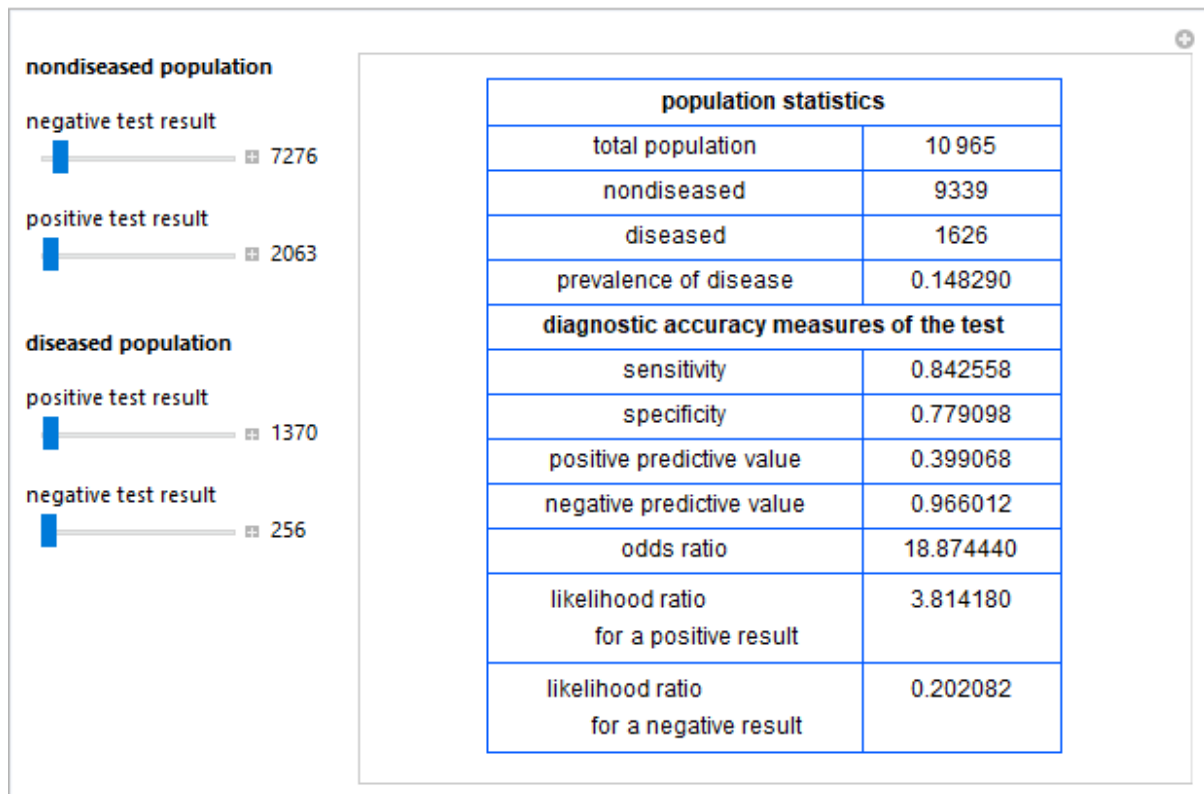 nondiseased population
negative test result
7276
positive test result
2063
diseased population
positive test result
1370
negative test result
256
population statistics
total population 10 965
nondiseased 9339
diseased 1626
prevalence of disease 0.148290
diagnostic accuracy measures of the test
sensitivity 0.842558
specificity 0.779098
positive predictive value 0.399068
negative predictive value 0.966012
odds ratio 18.874440
likelihood ratio 3.814180
for a positive result
likelihood ratio 0.202082
for a negative result